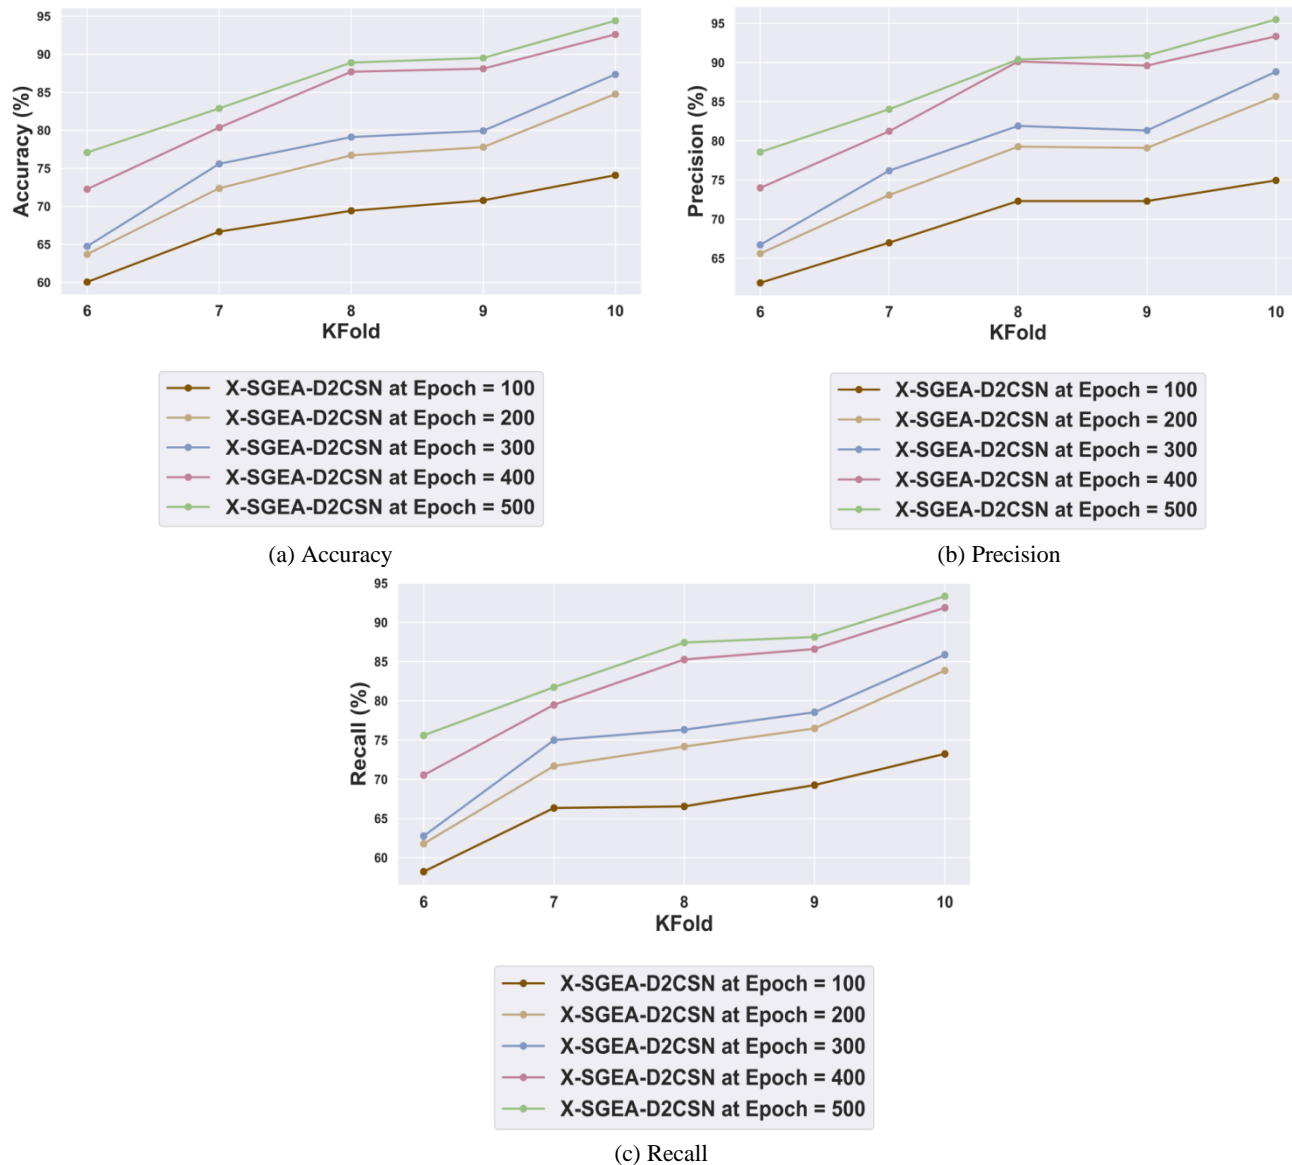 95
90
85
80
75
70
65
60
Accuracy (%)
6 7 8 9 10
KFold
X-SGEA-D2CSN at Epoch = 100
X-SGEA-D2CSN at Epoch = 200
X-SGEA-D2CSN at Epoch = 300
X-SGEA-D2CSN at Epoch = 400
X-SGEA-D2CSN at Epoch = 500
(a) Accuracy
95
90
85
80
75
70
65
Precision (%)
6 7 8 9 10
KFold
X-SGEA-D2CSN at Epoch = 100
X-SGEA-D2CSN at Epoch = 200
X-SGEA-D2CSN at Epoch = 300
X-SGEA-D2CSN at Epoch = 400
X-SGEA-D2CSN at Epoch = 500
(b) Precision
95
90
85
80
75
70
65
60
Recall (%)
6 7 8 9 10
KFold
X-SGEA-D2CSN at Epoch = 100
X-SGEA-D2CSN at Epoch = 200
X-SGEA-D2CSN at Epoch = 300
X-SGEA-D2CSN at Epoch = 400
X-SGEA-D2CSN at Epoch = 500
(c) Recall